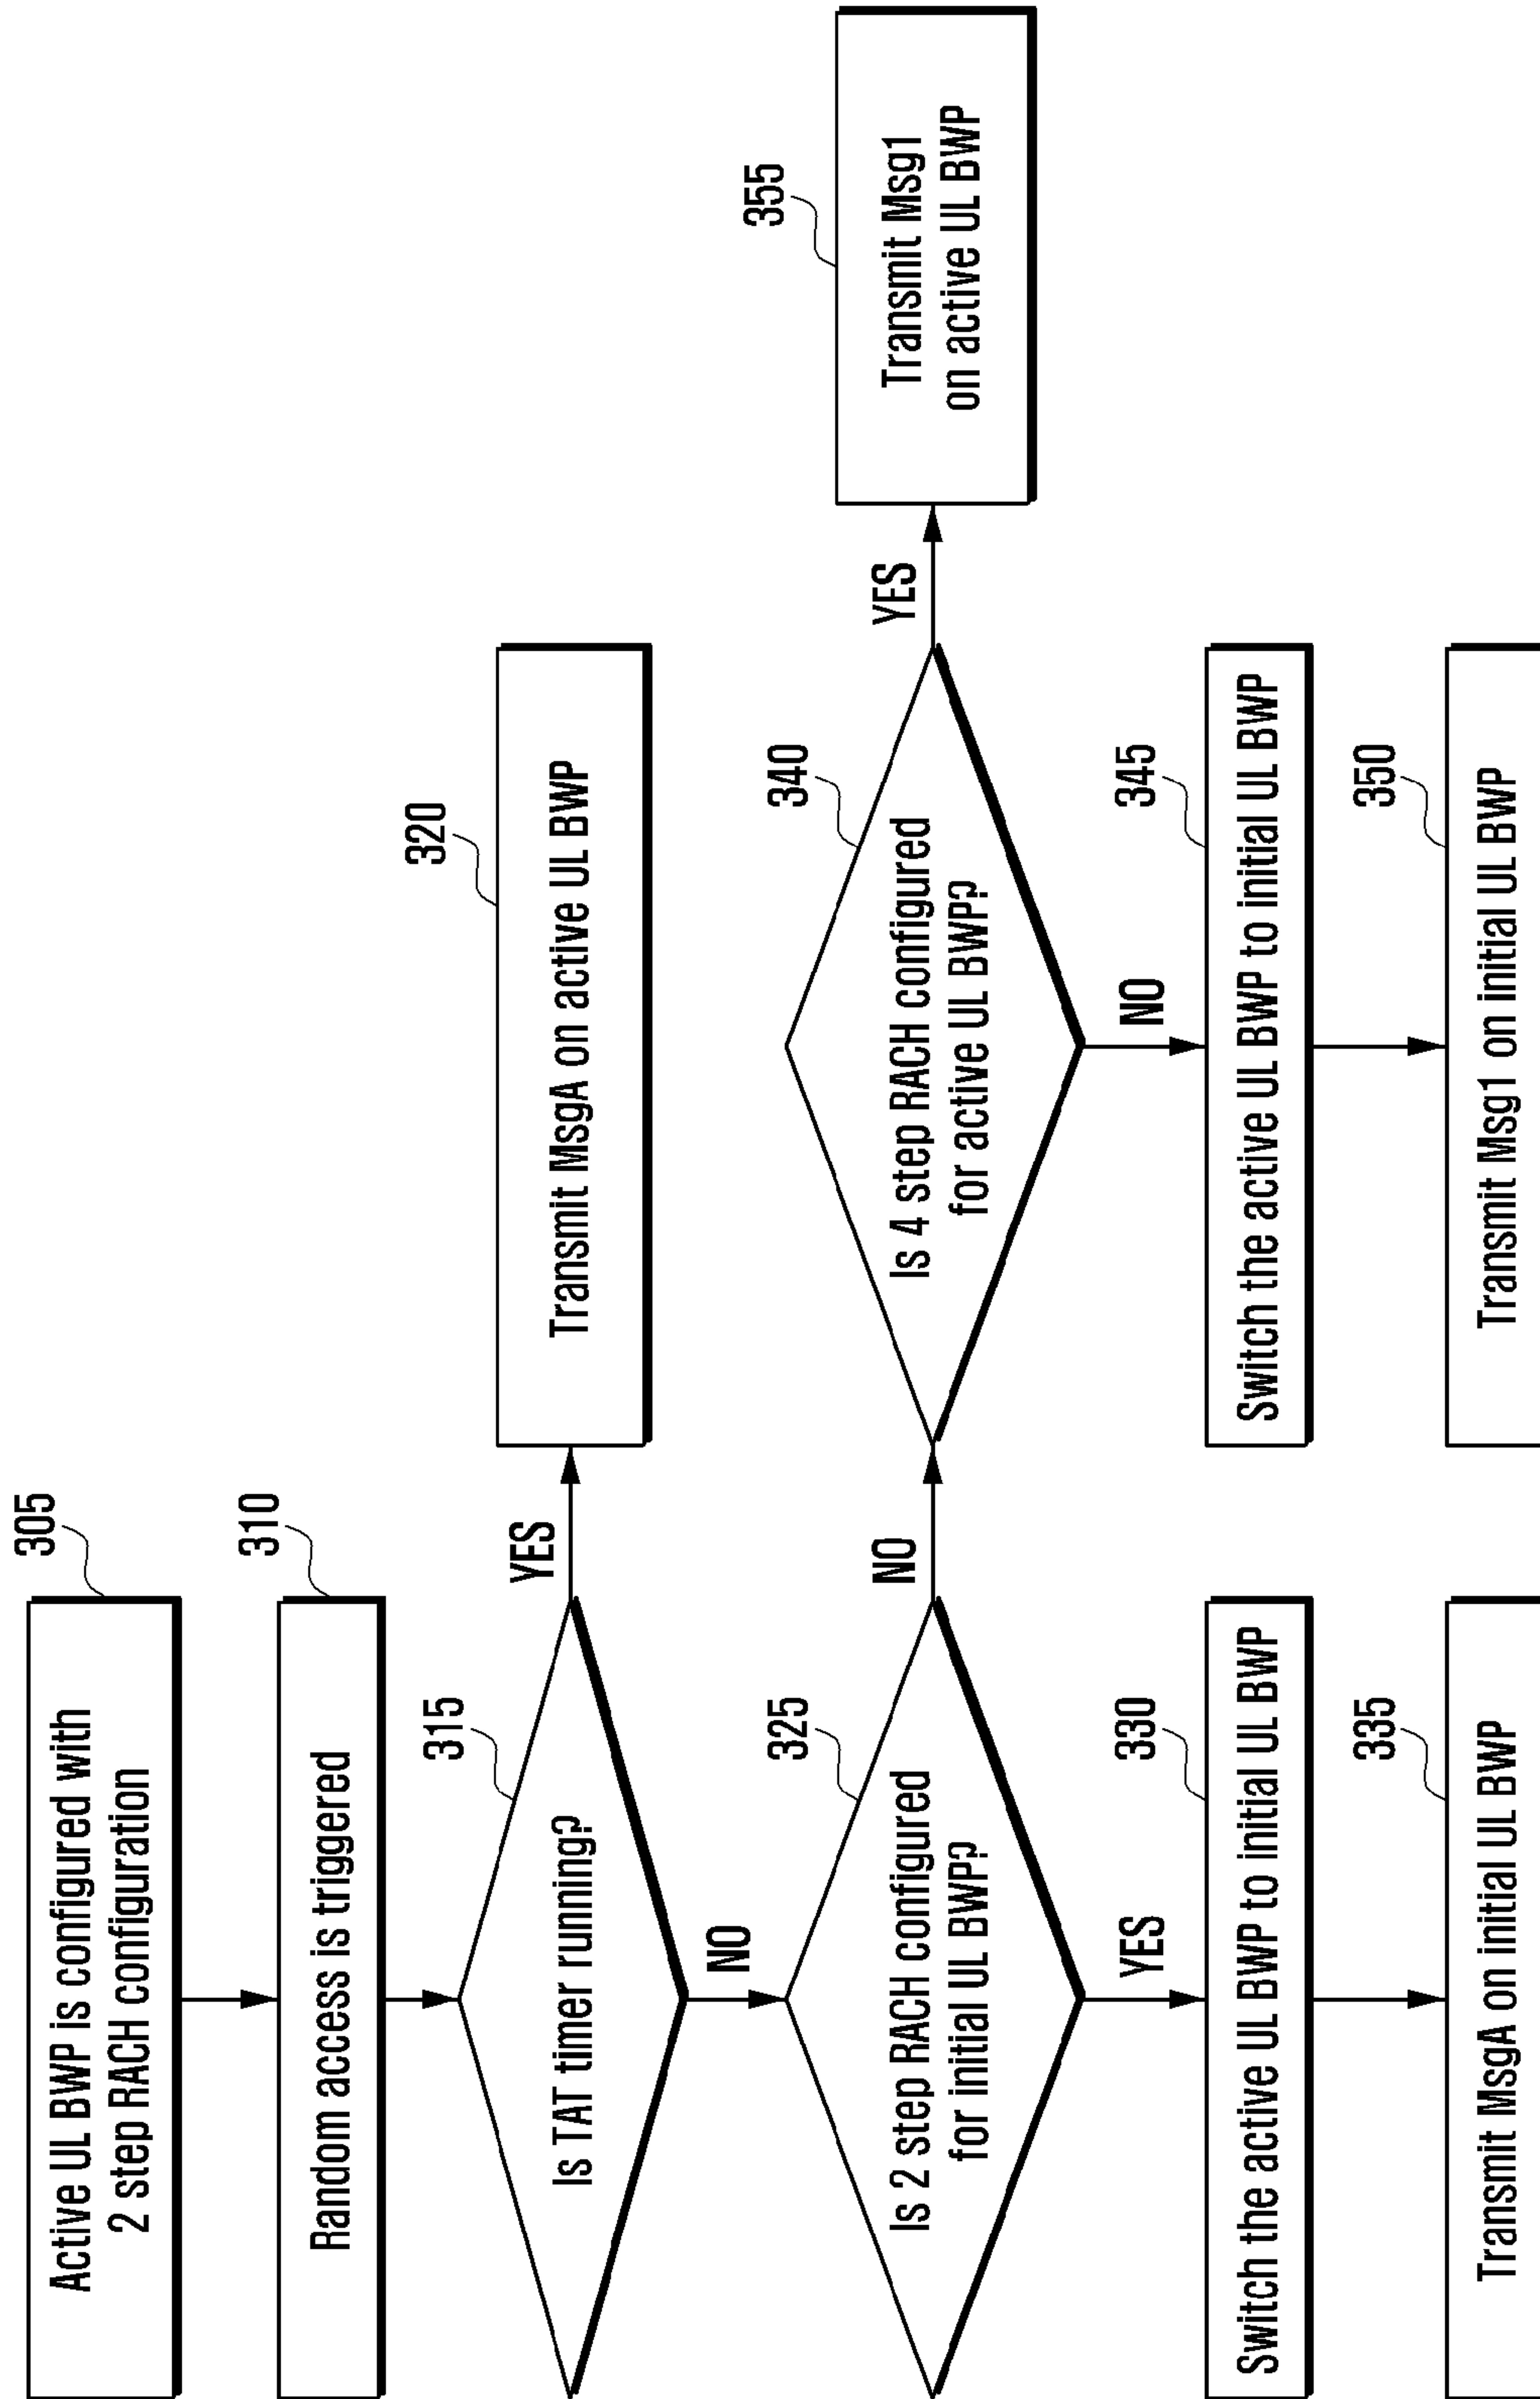 305
Active UL BWP is configured with
2 step RACH configuration
310
Random access is triggered
315
Is TAT timer running?
YES
320
Transmit MsgA on active UL BWP
NO
325
Is 2 step RACH configured
for initial UL BWP?
NO
340
Is 4 step RACH configured
for active UL BWP?
YES
355
Transmit Msg1
on active UL BWP
YES
330
Switch the active UL BWP to initial UL BWP
NO
345
Switch the active UL BWP to initial UL BWP
335
Transmit MsgA on initial UL BWP
350
Transmit Msg1 on initial UL BWP